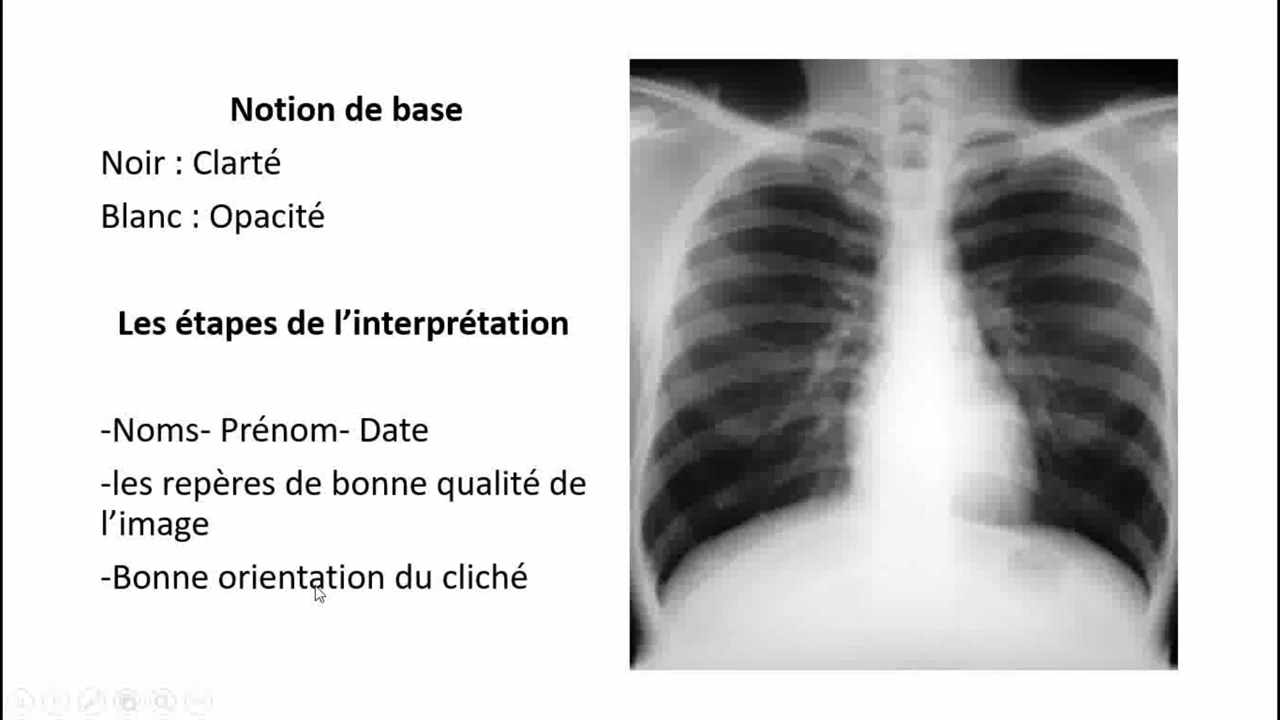 Notion de base
Noir : Clarté
Blanc : Opacité
Les étapes de l’interprétation
-Noms- Prénom- Date
-les repères de bonne qualité de
l’image
-Bonne orientation du cliché